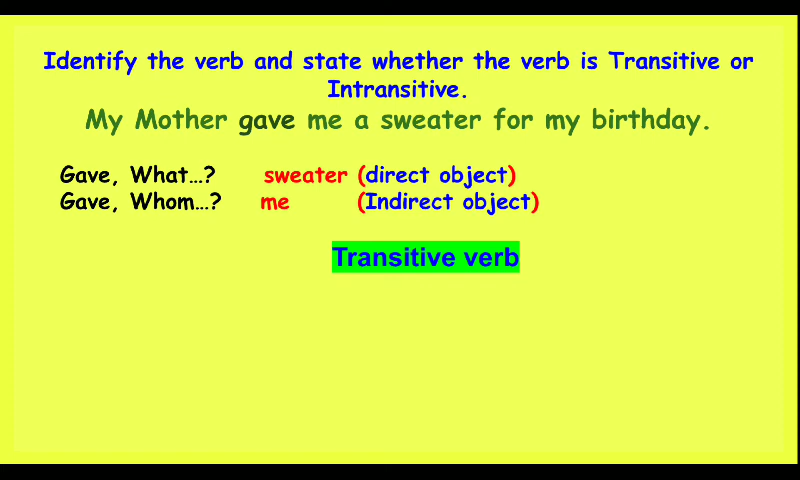 Identify the verb and state whether the verb is Transitive or
Intransitive.
My Mother gave me a sweater for my birthday.
Gave, What...? sweater (direct object)
Gave, Whom...? me (Indirect object)
Transitive verb